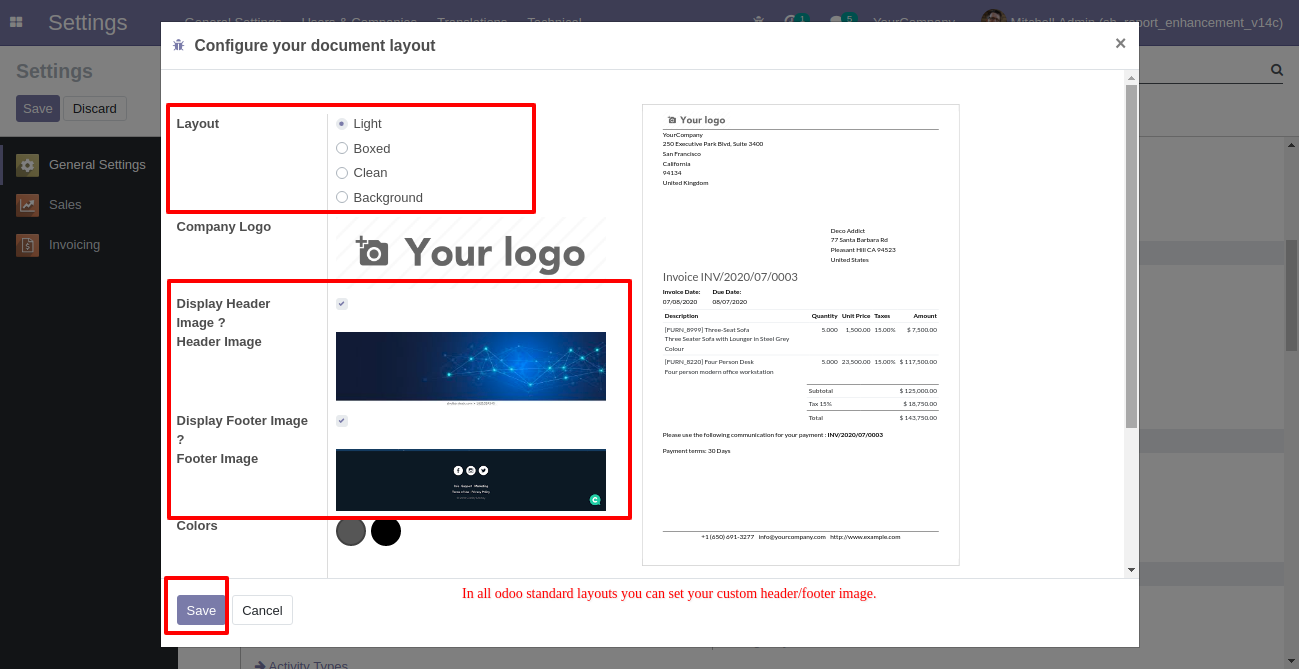 Settings
General Settings Users & Companies Translations Technical
1 5 YourCompany Mitchell Admin (sh_report_enhancement_v14c)
Settings
Save Discard
General Settings
Sales
Invoicing
Configure your document layout
×
Layout
Light
Boxed
Clean
Background
Company Logo
Your logo
Display Header
Image ?
Header Image
Display Footer Image
?
Footer Image
Colors
Your logo
YourCompany
250 Executive Park Blvd, Suite 3400
San Francisco
California
94134
United Kingdom
Deco Addict
77 Santa Barbara Rd
Pleasant Hill CA 94523
United States
Invoice INV/2020/07/0003
Invoice Date: Due Date:
07/08/2020 08/07/2020
Description Quantity Unit Price Taxes Amount
[FURN_8999] Three-Seat Sofa 5.000 1,500.00 15.00% $ 7,500.00
Three Seater Sofa with Lounger in Steel Grey
Colour
[FURN_8220] Four Person Desk 5.000 23,500.00 15.00% $ 117,500.00
Four person modern office workstation
Subtotal $ 125,000.00
Tax 15% $ 18,750.00
Total $ 143,750.00
Please use the following communication for your payment : INV/2020/07/0003
Payment terms: 30 Days
+1 (650) 691-3277 info@yourcompany.com http://www.example.com
In all odoo standard layouts you can set your custom header/footer image.
Save Cancel
Activity Types